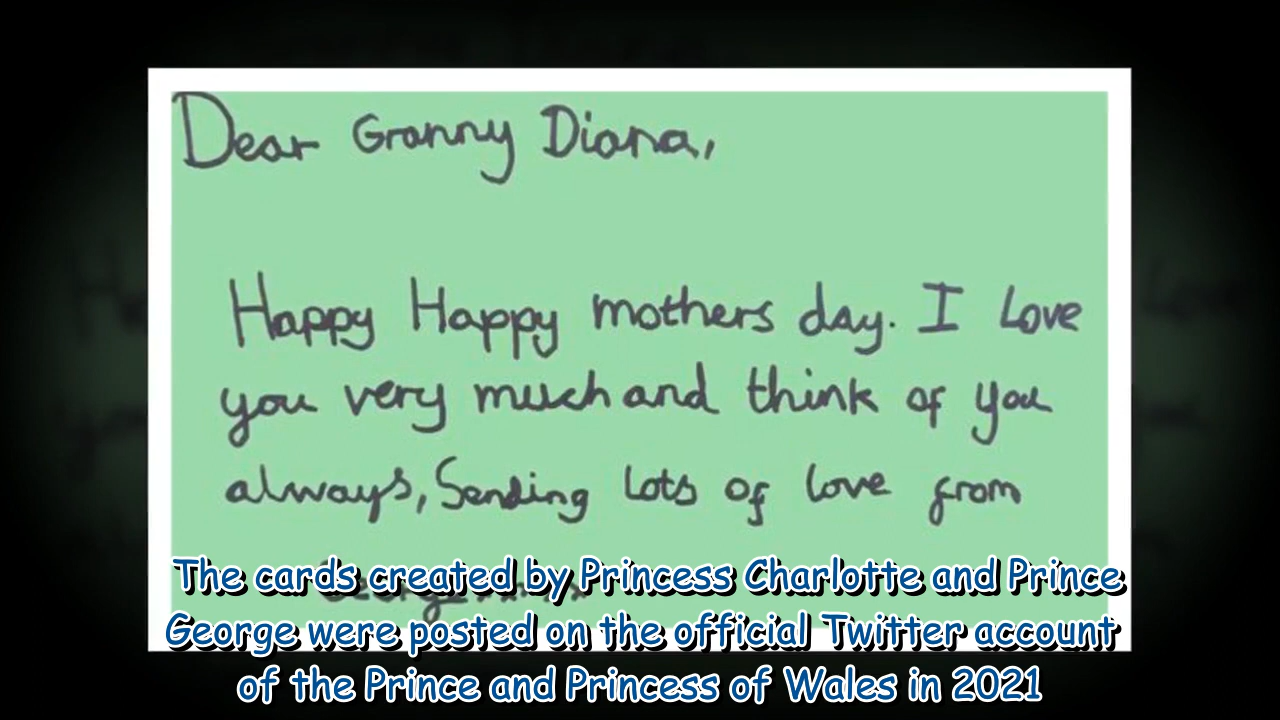 Dear Granny Diana,
Happy Happy mothers day. I Love
you very much and think of you
always, Sending lots of love from
The cards created by Princess Charlotte and Prince
George were posted on the official Twitter account
of the Prince and Princess of Wales in 2021